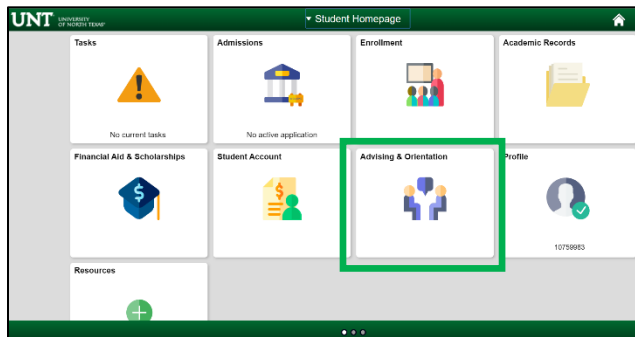 UNT UNIVERSITY
OF NORTH TEXAS
Student Homepage
Tasks
Admissions
Enrollment
Academic Records
No current tasks
No active application
Financial Aid & Scholarships
Student Account
Advising & Orientation
Profile
10759983
Resources